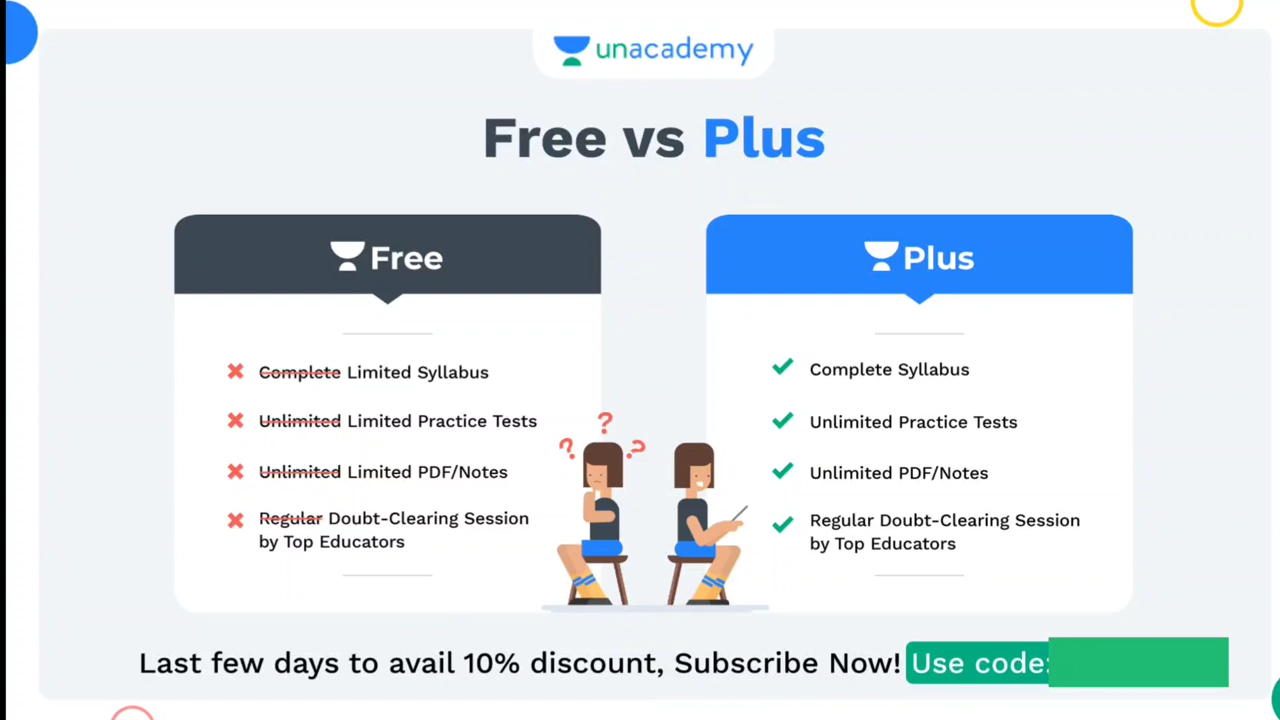 unacademy
Free vs Plus
Free
Complete Limited Syllabus
Unlimited Limited Practice Tests
Unlimited Limited PDF/Notes
Regular Doubt-Clearing Session
by Top Educators
Plus
Complete Syllabus
Unlimited Practice Tests
Unlimited PDF/Notes
Regular Doubt-Clearing Session
by Top Educators
? ? ?
Last few days to avail 10% discount, Subscribe Now! Use code: